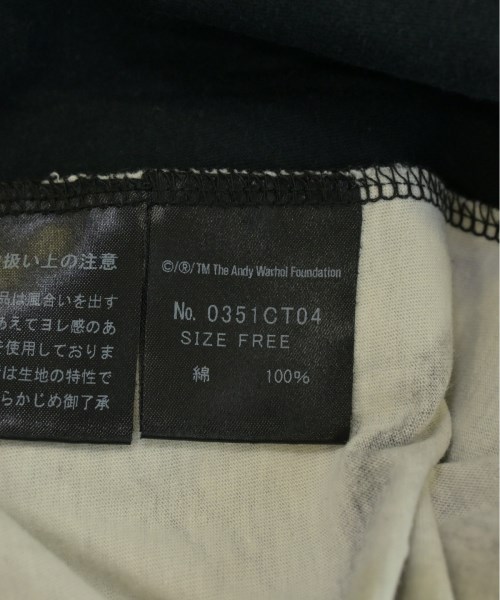 扱い上の注意
品は風合いを出す
あえてヨレ感のあ
を使用しておりま
は生地の特性で
らかじめ御了承
©/®/TM The Andy Warhol Foundation
No. 0351CT04
SIZE FREE
綿 100%